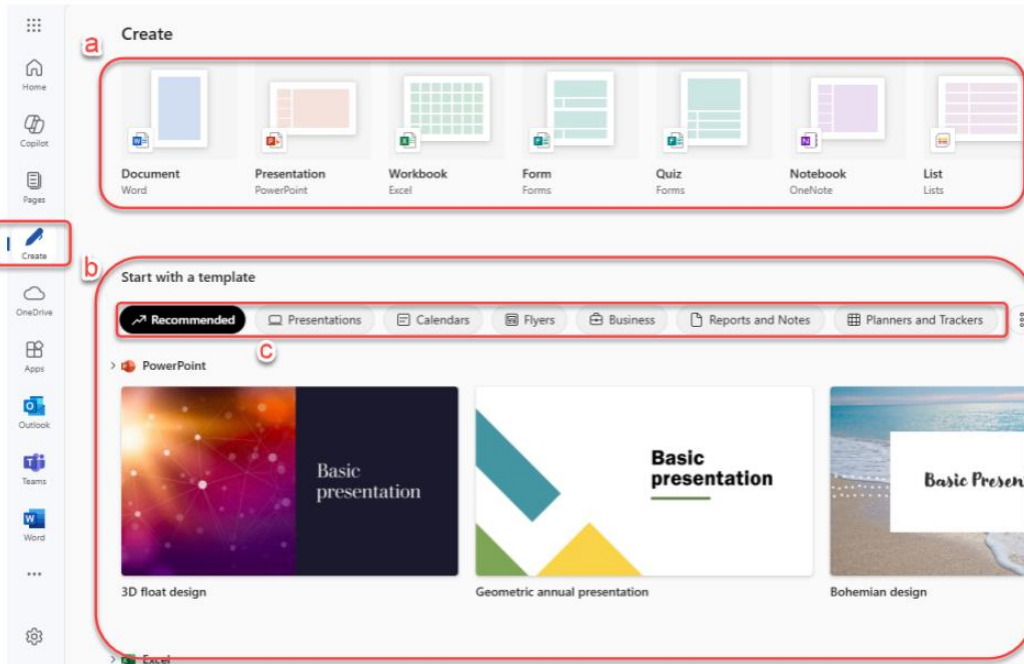 a
Create
Home
Copilot
Pages
Create
OneDrive
Apps
Outlook
Teams
Word
Document
Word
Presentation
PowerPoint
Workbook
Excel
Form
Forms
Quiz
Forms
Notebook
OneNote
List
Lists
b
Start with a template
Recommended
Presentations
Calendars
Flyers
Business
Reports and Notes
Planners and Trackers
c
PowerPoint
Basic
presentation
3D float design
Basic
presentation
Geometric annual presentation
Basic Presen
Bohemian design
Excel